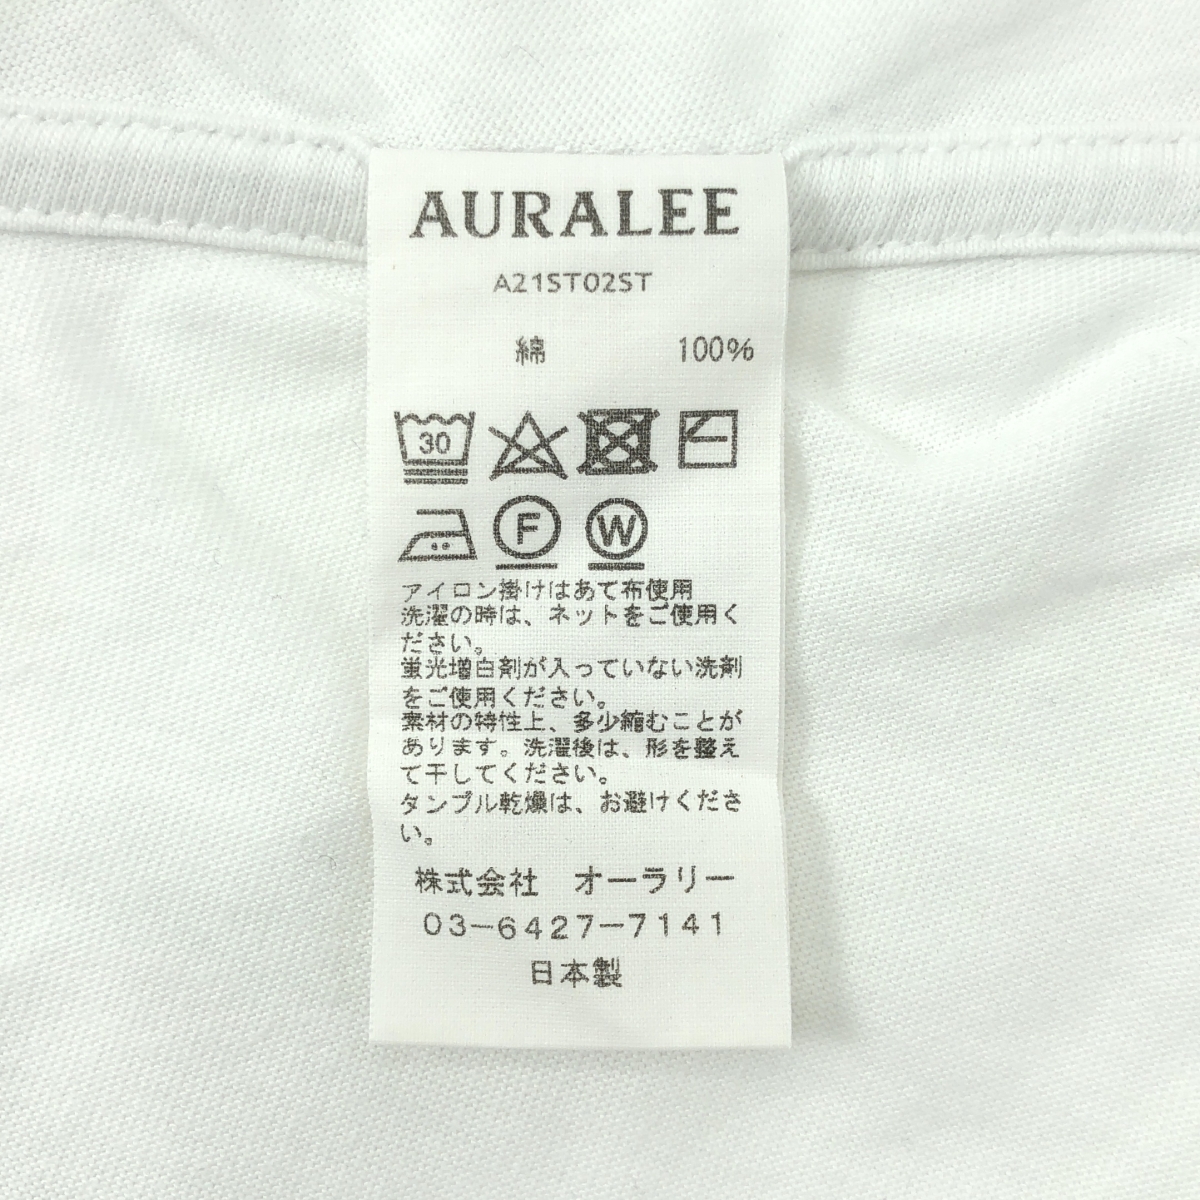 AURALEE
A21ST02ST
綿 100%
30
F W
アイロン掛けはあて布使用
洗濯の時は、ネットをご使用く
ださい。
蛍光増白剤が入っていない洗剤
をご使用ください。
素材の特性上、多少縮むことが
あります。洗濯後は、形を整え
て干してください。
タンブル乾燥は、お避けくださ
い。
株式会社 オーラリー
03-6427-7141
日本製